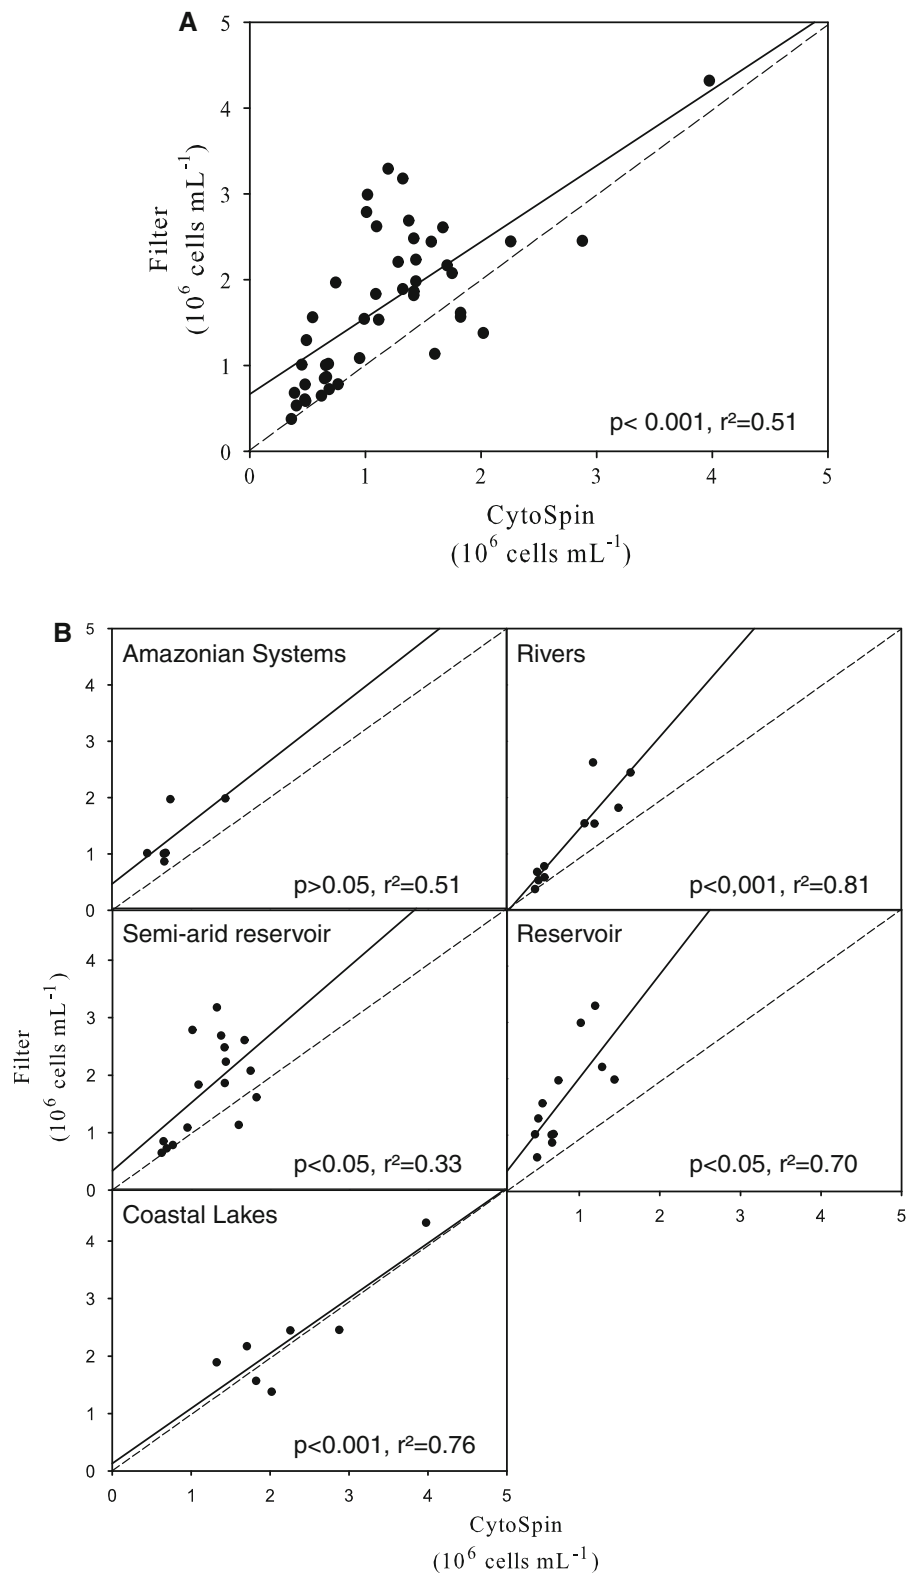 A
5
4
3
2
1
0
Filter
(10⁶ cells mL⁻¹)
p< 0.001, r²=0.51
0 1 2 3 4 5
CytoSpin
(10⁶ cells mL⁻¹)
B
5
4
3
2
1
0
Amazonian Systems
p>0.05, r²=0.51
Rivers
p<0,001, r²=0.81
Filter
(10⁶ cells mL⁻¹)
4
3
2
1
0
Semi-arid reservoir
p<0.05, r²=0.33
Reservoir
p<0.05, r²=0.70
1 2 3 4 5
4
3
2
1
0
Coastal Lakes
p<0.001, r²=0.76
0 1 2 3 4 5
CytoSpin
(10⁶ cells mL⁻¹)